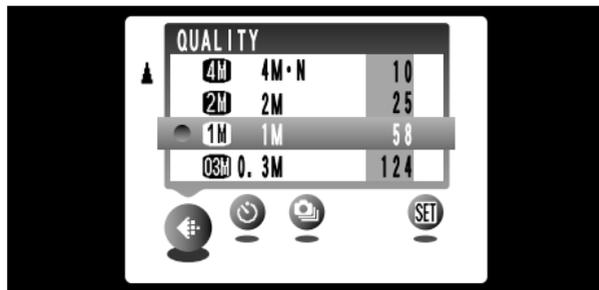 QUALITY
4M 4M•N 10
2M 2M 25
1M 1M 58
03M 0.3M 124
SET